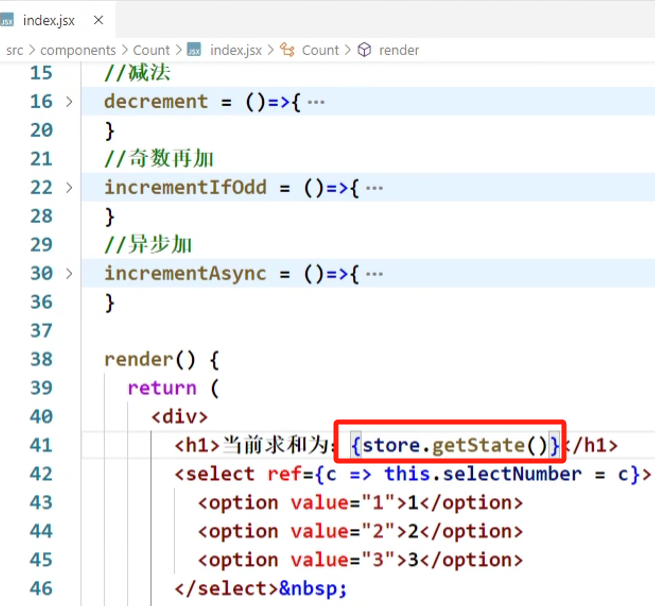 JSX index.jsx ×
src > components > Count > JSX index.jsx > Count > render
15 //减法
16 > decrement = ()=>{ ···
20 }
21 //奇数再加
22 > incrementIfOdd = ()=>{ ···
28 }
29 //异步加
30 > incrementAsync = ()=>{ ···
36 }
37
38 render() {
39 return (
40 <div>
41 <h1>当前求和为：{store.getState()}</h1>
42 <select ref={c => this.selectNumber = c}>
43 <option value="1">1</option>
44 <option value="2">2</option>
45 <option value="3">3</option>
46 </select>&nbsp;